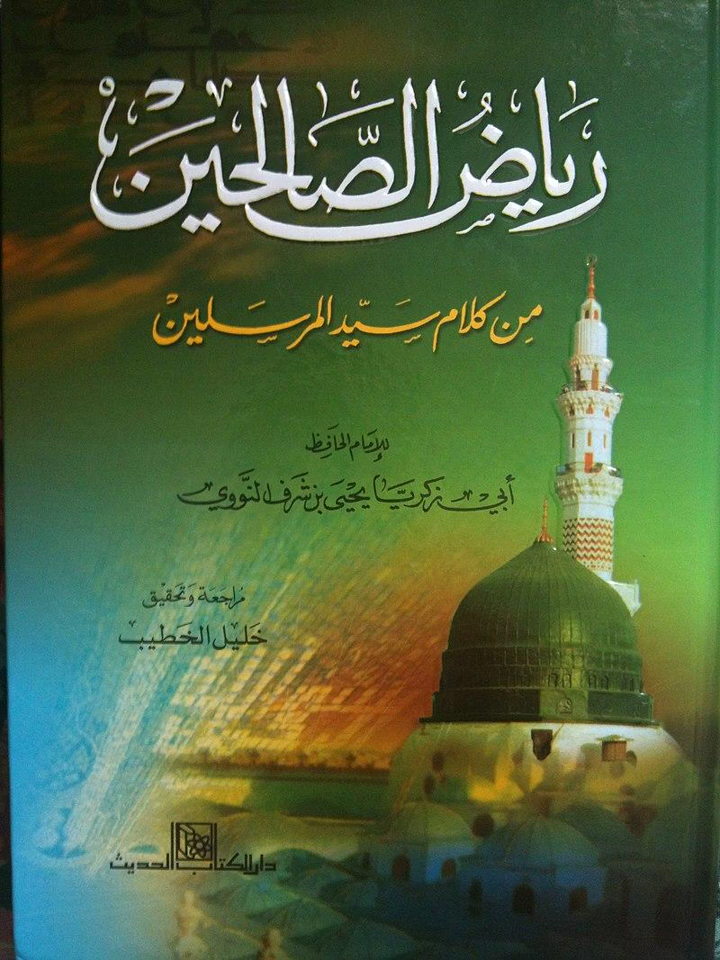 رياض الصالحين
من كلام سيد المرسلين
للإمام الحافظ
أبي زكريا يحيى بن شرف النووي
مراجعة وتحقيق
خليل الخطيب
دار الكتاب الحديث